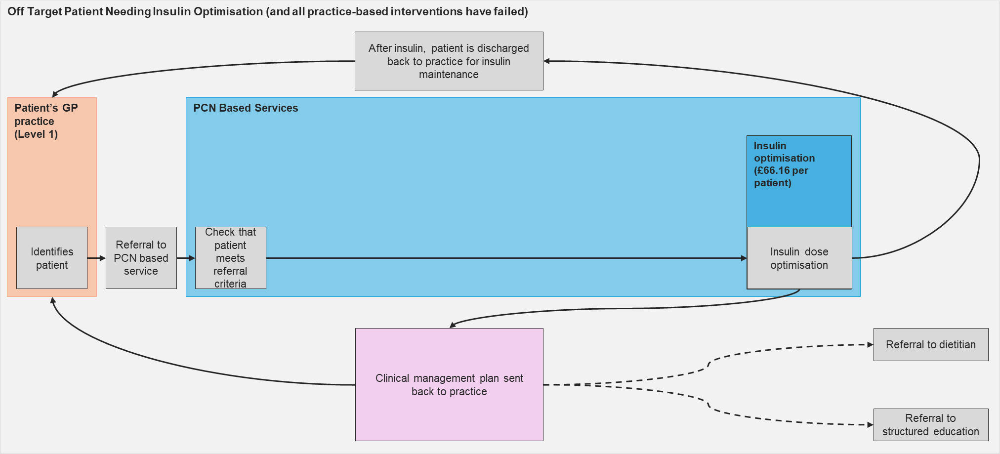 Off Target Patient Needing Insulin Optimisation (and all practice-based interventions have failed)
After insulin, patient is discharged
back to practice for insulin
maintenance
Patient’s GP
practice
(Level 1)
PCN Based Services
Insulin
optimisation
(£66.16 per
patient)
Identifies
patient
Referral to
PCN based
service
Check that
patient
meets
referral
criteria
Insulin dose
optimisation
Clinical management plan sent
back to practice
Referral to dietitian
Referral to
structured education